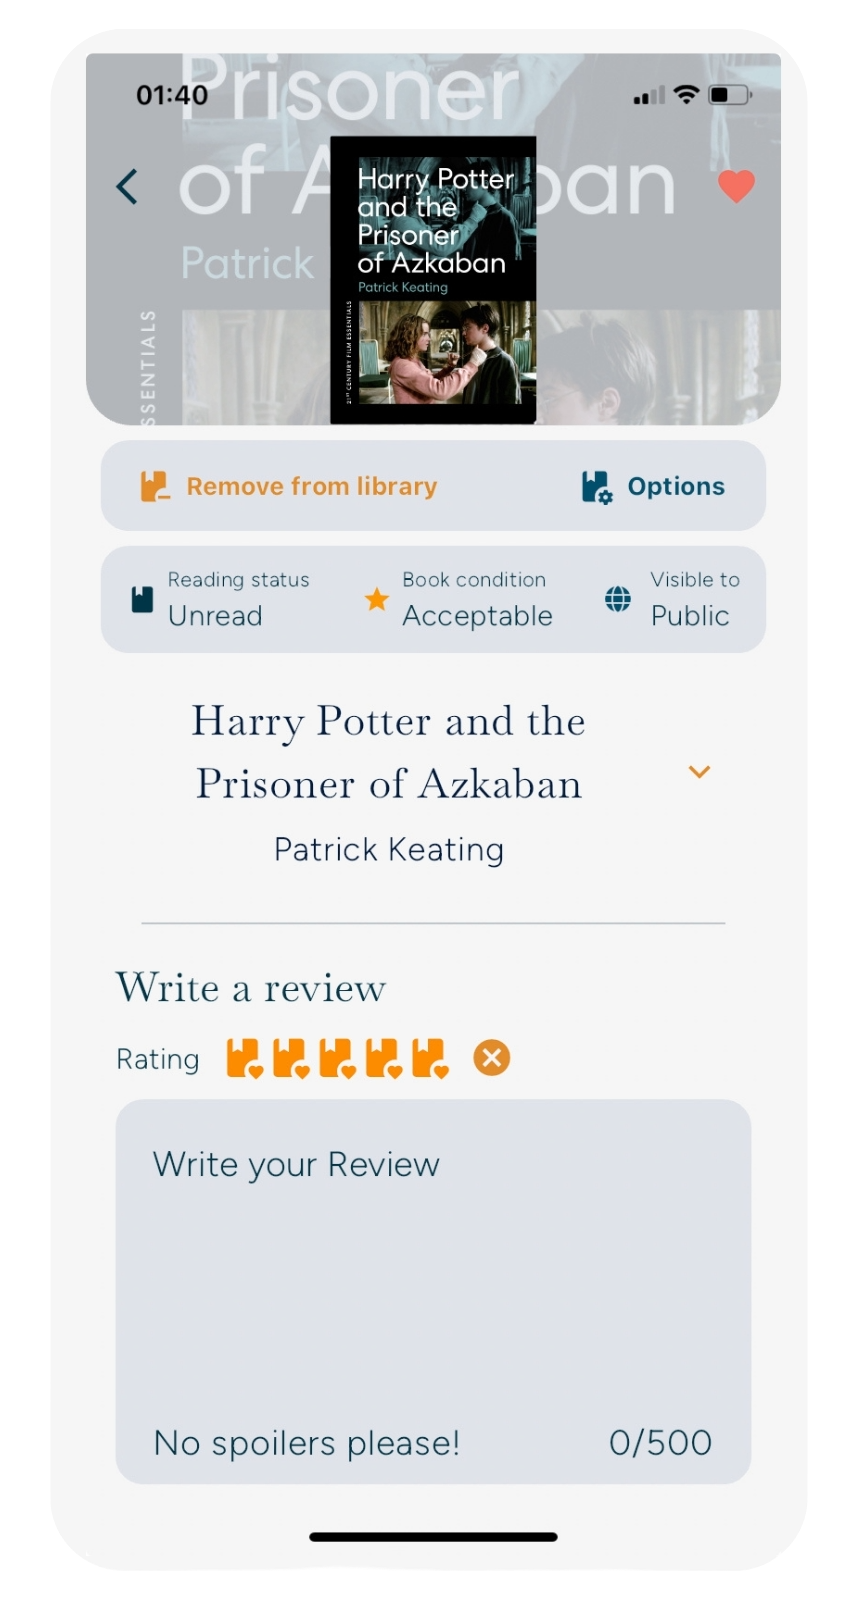 Prisoner
01:40
of A
ban
Patrick
SSENTIALS
Harry Potter
and the
Prisoner
of Azkaban
Patrick Keating
21ST CENTURY FILM ESSENTIALS
Remove from library
Options
Reading status
Unread
Book condition
Acceptable
Visible to
Public
Harry Potter and the
Prisoner of Azkaban
Patrick Keating
Write a review
Rating
Write your Review
No spoilers please!
0/500